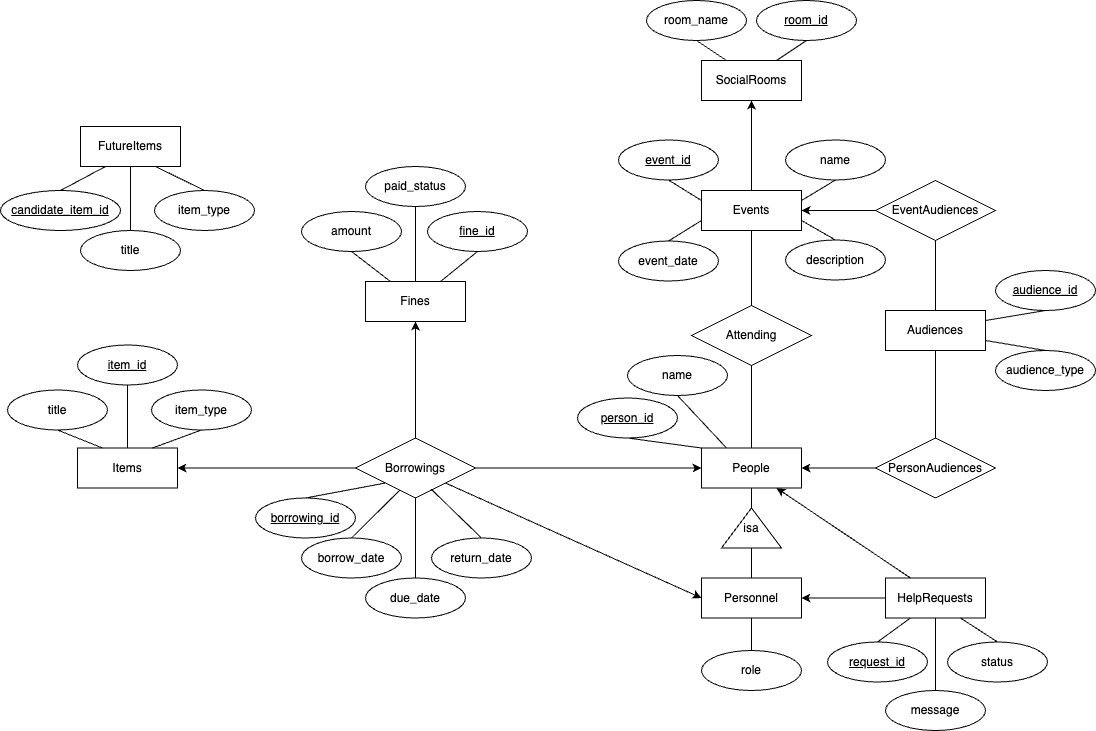 room_name
room_id
SocialRooms
FutureItems
candidate_item_id
item_type
title
paid_status
amount
fine_id
Fines
event_id
name
Events
event_date
description
EventAudiences
audience_id
Audiences
audience_type
Attending
item_id
title
item_type
Items
name
person_id
Borrowings
People
PersonAudiences
borrowing_id
borrow_date
return_date
due_date
isa
Personnel
HelpRequests
role
request_id
status
message